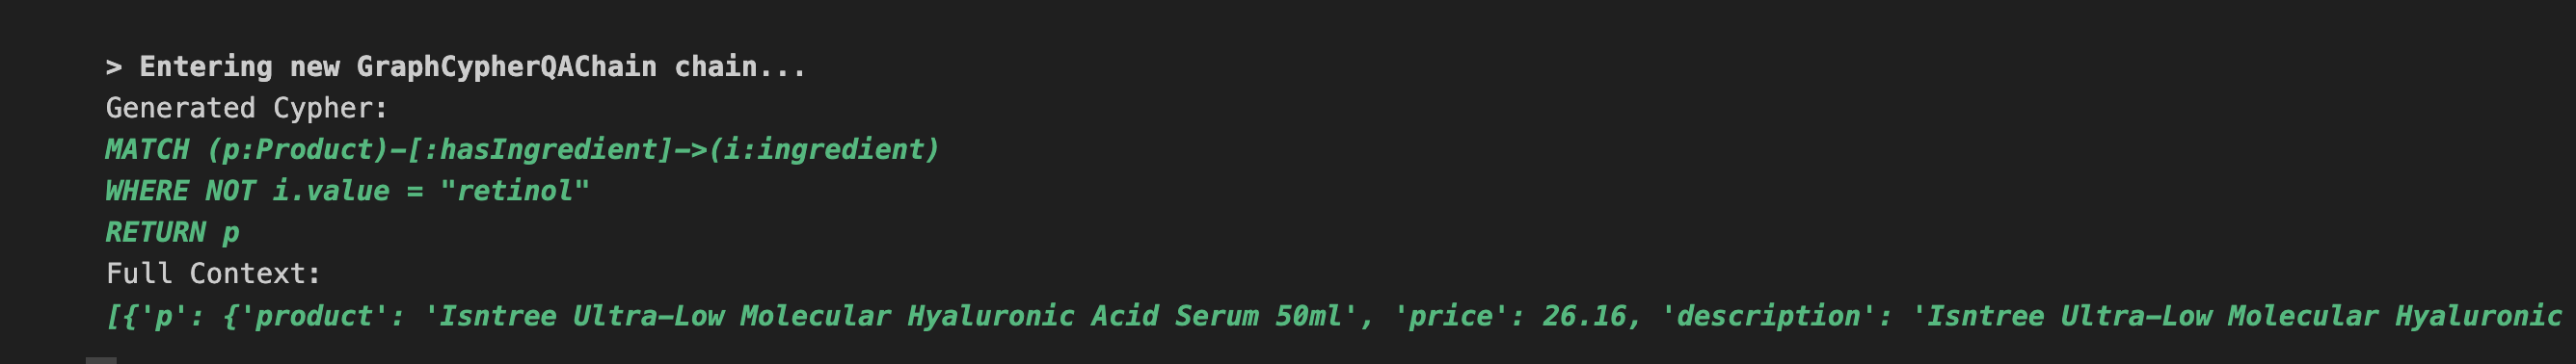 > Entering new GraphCypherQAChain chain...
Generated Cypher:
MATCH (p:Product)-[:hasIngredient]->(i:ingredient)
WHERE NOT i.value = "retinol"
RETURN p
Full Context:
[{'p': {'product': 'Isntree Ultra-Low Molecular Hyaluronic Acid Serum 50ml', 'price': 26.16, 'description': 'Isntree Ultra-Low Molecular Hyaluronic